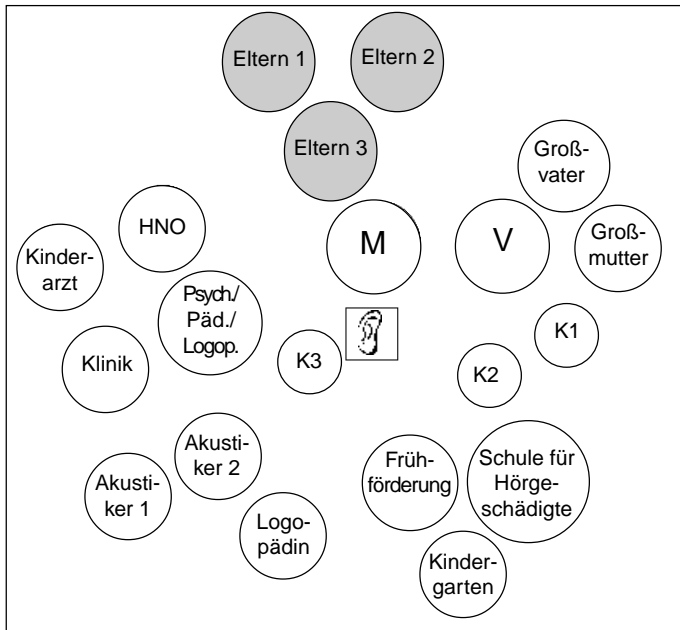 Eltern 1
Eltern 2
Eltern 3
Groß-
vater
HNO
M
V
Groß-
mutter
Kinder-
arzt
Psych./
Päd./
Logop.
K1
Klinik
K3
K2
Akusti-
ker 2
Früh-
förderung
Schule für
Hörge-
schädigte
Akusti-
ker 1
Logo-
pädin
Kinder-
garten